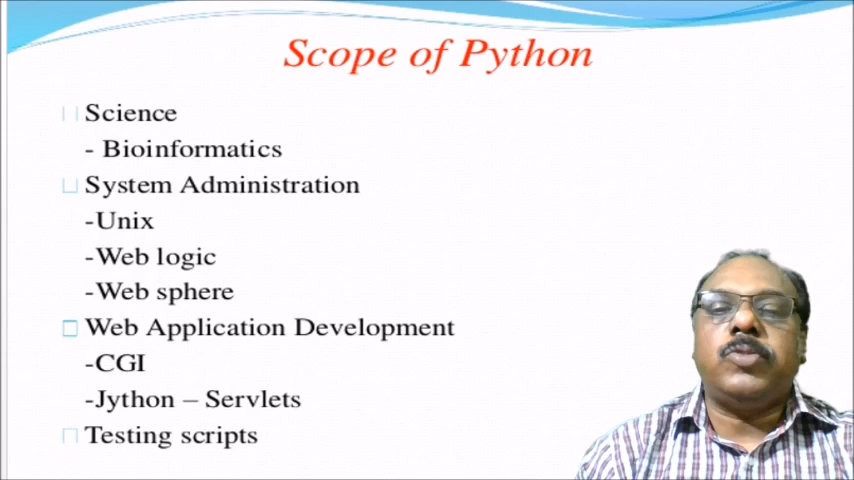 Scope of Python
Science
- Bioinformatics
System Administration
-Unix
-Web logic
-Web sphere
Web Application Development
-CGI
-Jython – Servlets
Testing scripts